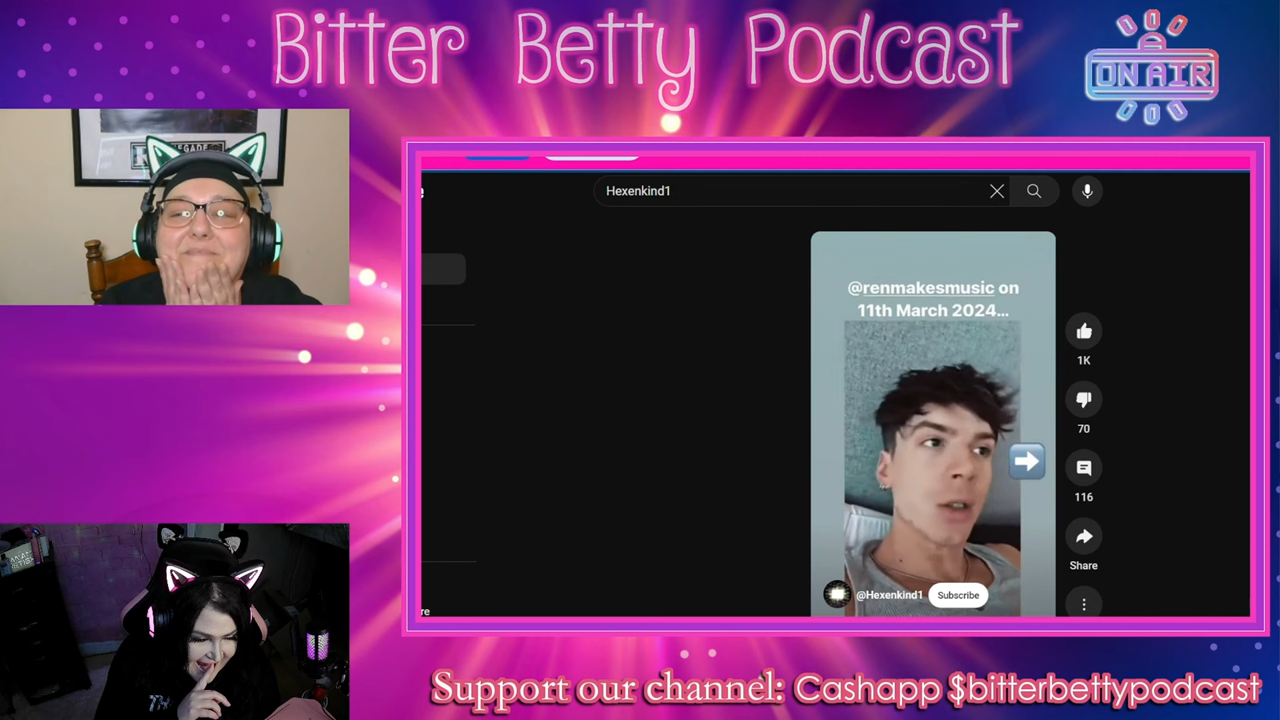 Bitter Betty Podcast
ON AIR
Hexenkind1
@renmakesmusic on
11th March 2024...
1K
70
116
Share
@Hexenkind1
Subscribe
re
Support our channel: Cashapp $bitterbettypodcast